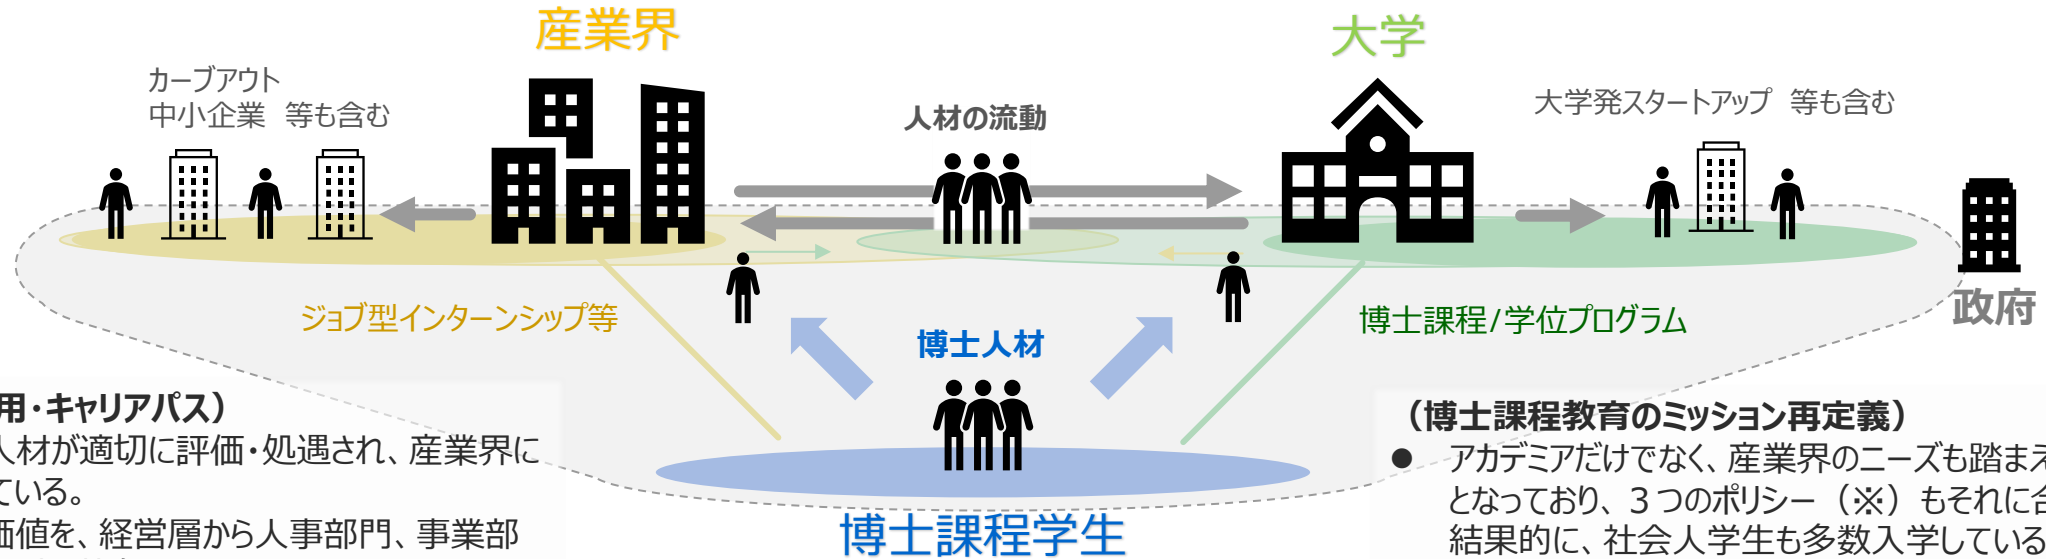 産業界
大学
カーブアウト
中小企業　等も含む
人材の流動
大学発スタートアップ　等も含む
政府
ジョブ型インターンシップ等
博士課程/学位プログラム
博士人材
用・キャリアパス）
人材が適切に評価・処遇され、産業界に
ている。
価値を、経営層から人事部門、事業部
（博士課程教育のミッション再定義）
● アカデミアだけでなく、産業界のニーズも踏まえ
となっており、３つのポリシー（※）もそれに合
結果的に、社会人学生も多数入学している
博士課程学生